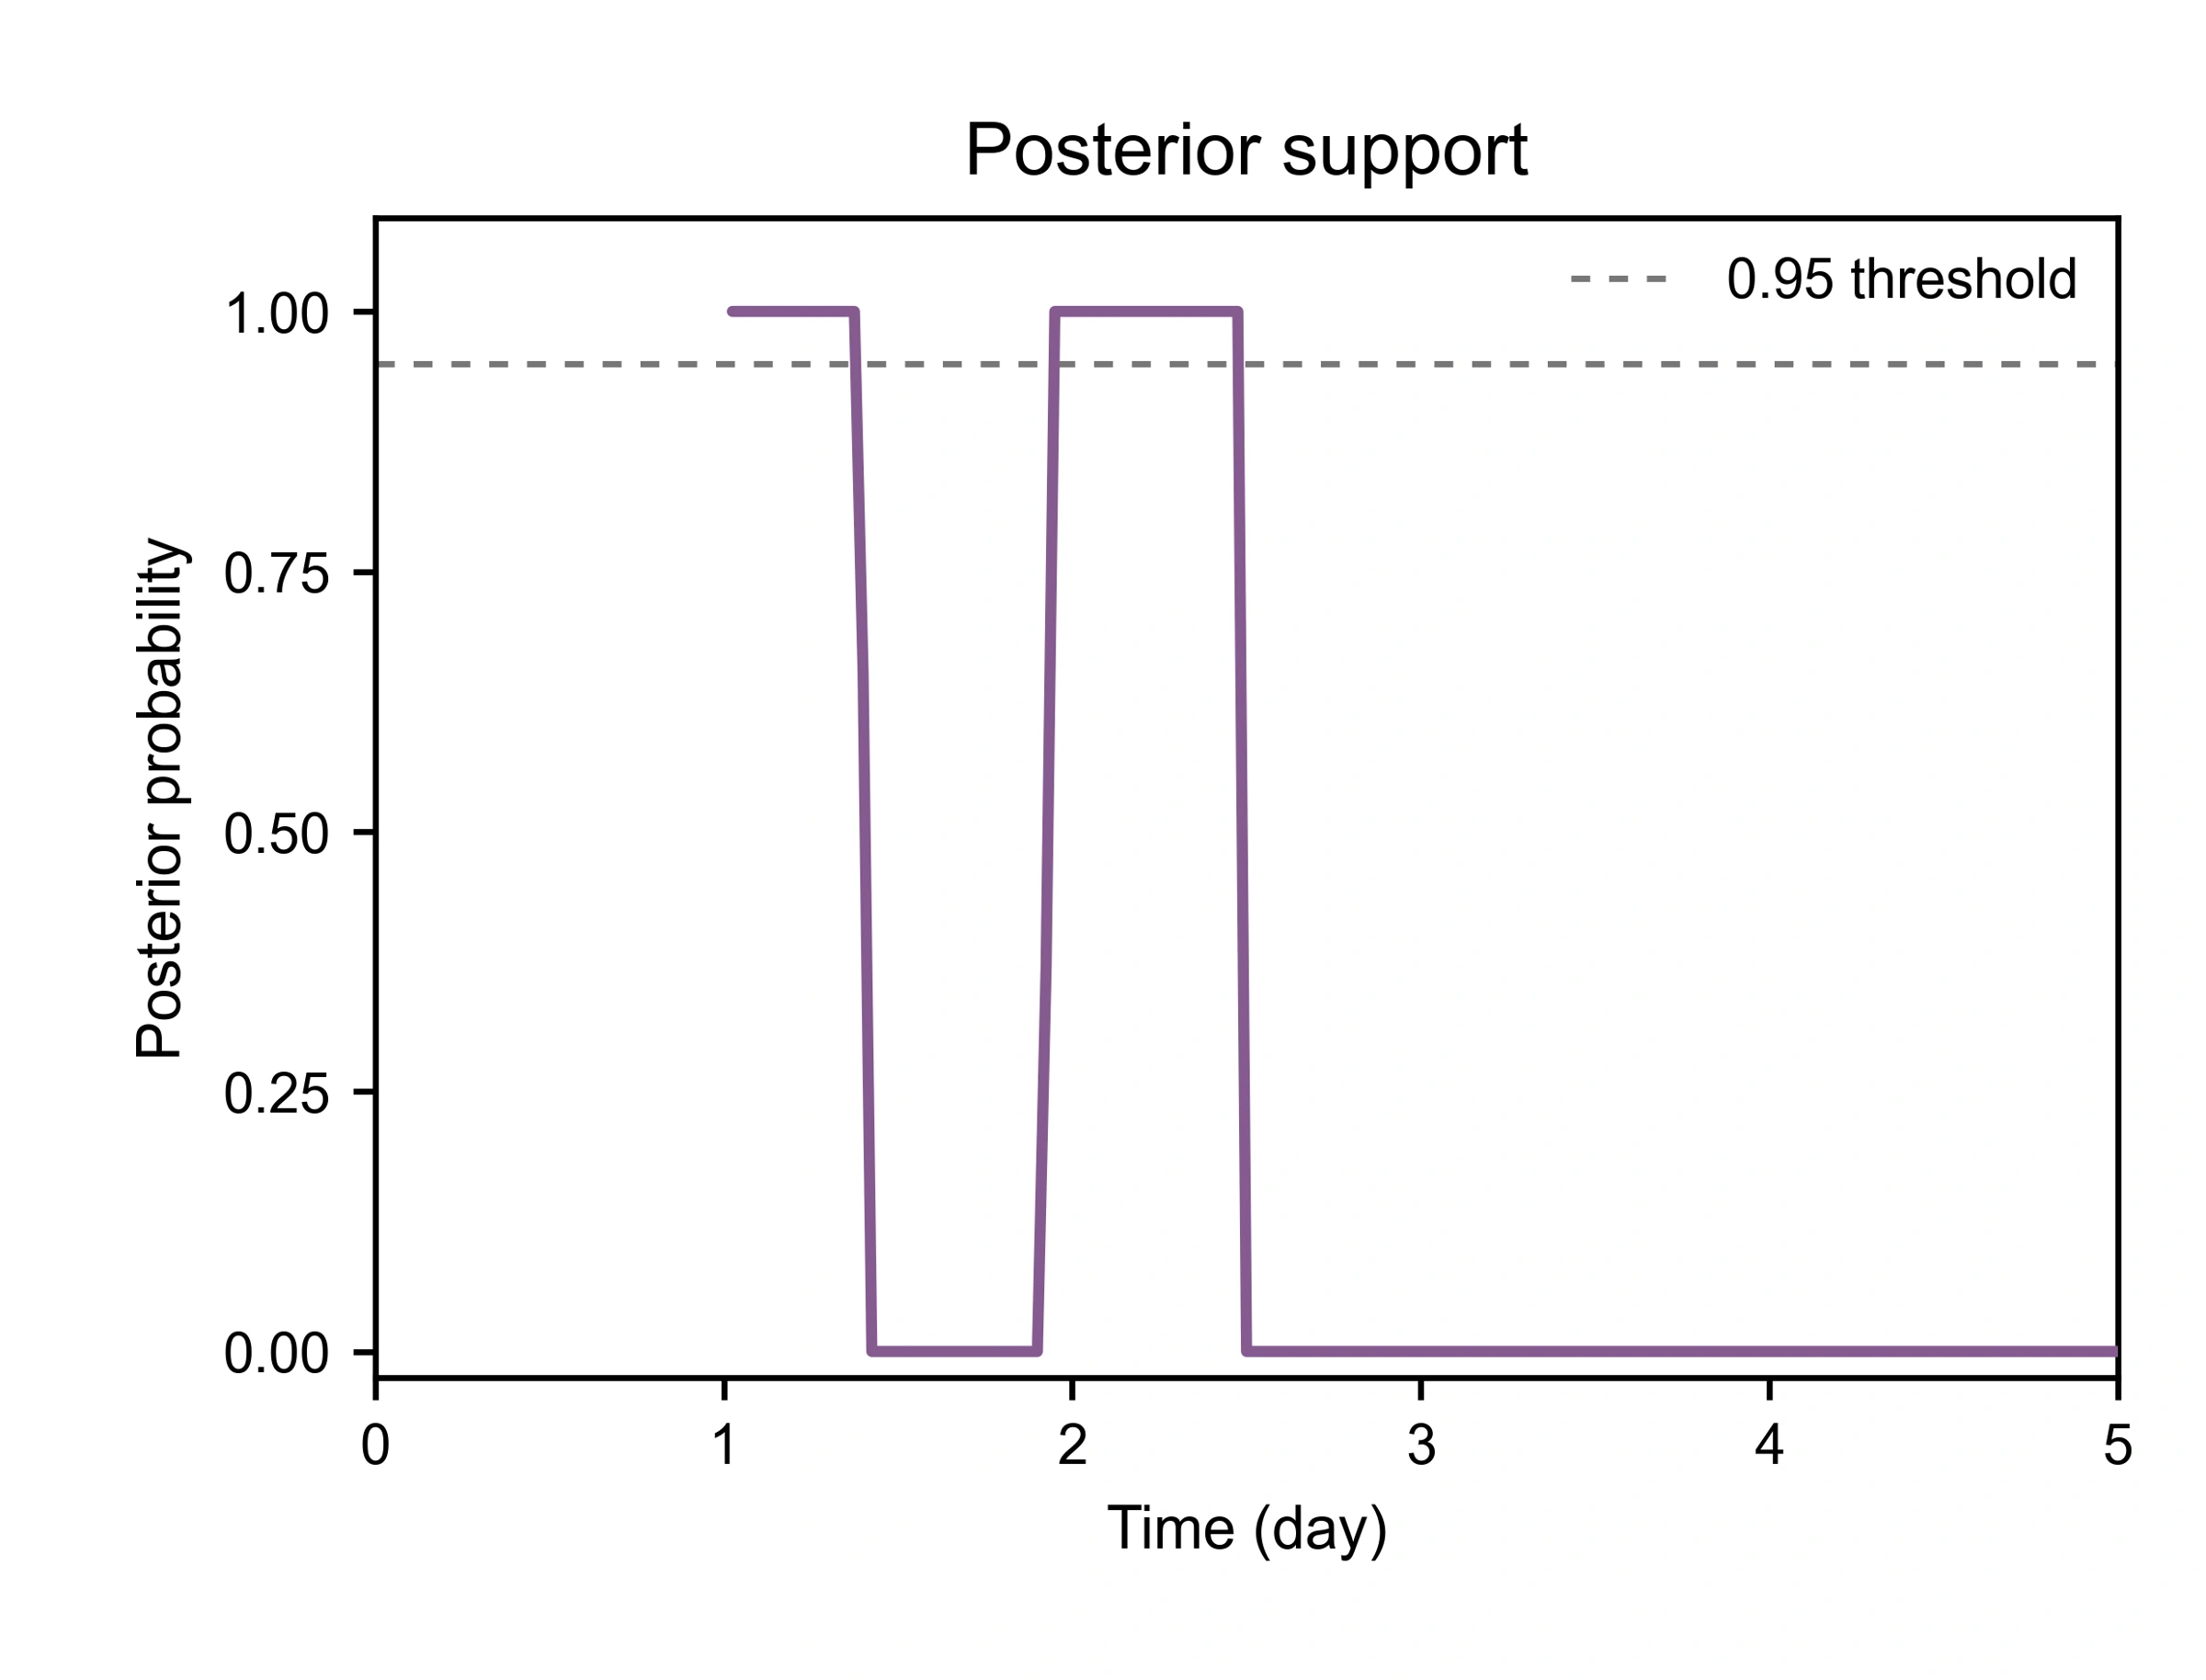 Posterior support
0.95 threshold
1.00
0.75
0.50
0.25
0.00
Posterior probability
0 1 2 3 4 5
Time (day)